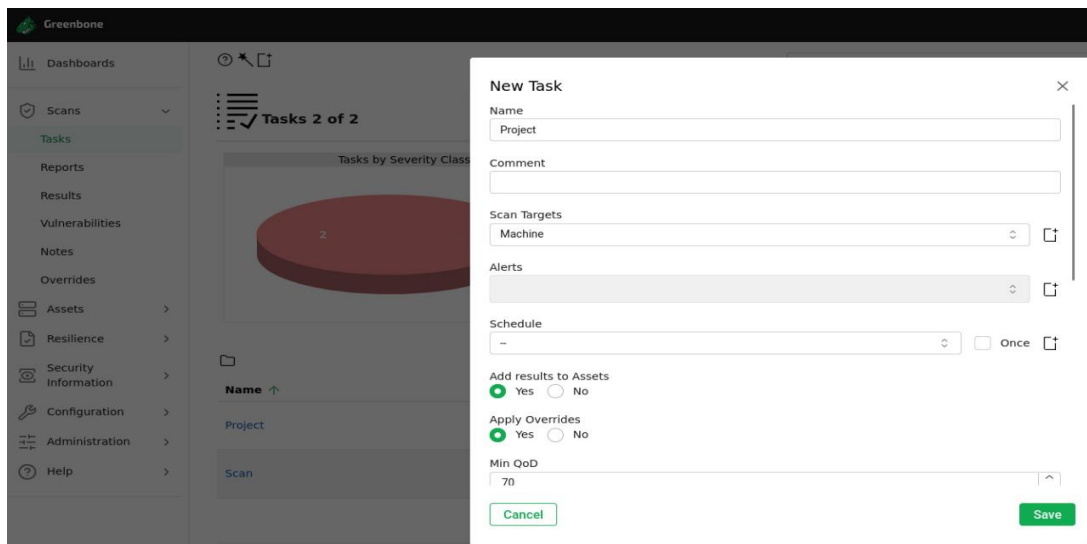 Greenbone
Dashboards
Scans
Tasks
Reports
Results
Vulnerabilities
Notes
Overrides
Assets
Resilience
Security
Information
Configuration
Administration
Help
Tasks 2 of 2
Tasks by Severity Class
2
Name
Project
Scan
New Task
Name
Project
Comment
Scan Targets
Machine
Alerts
Schedule
--
Once
Add results to Assets
Yes No
Apply Overrides
Yes No
Min QoD
70
Cancel
Save